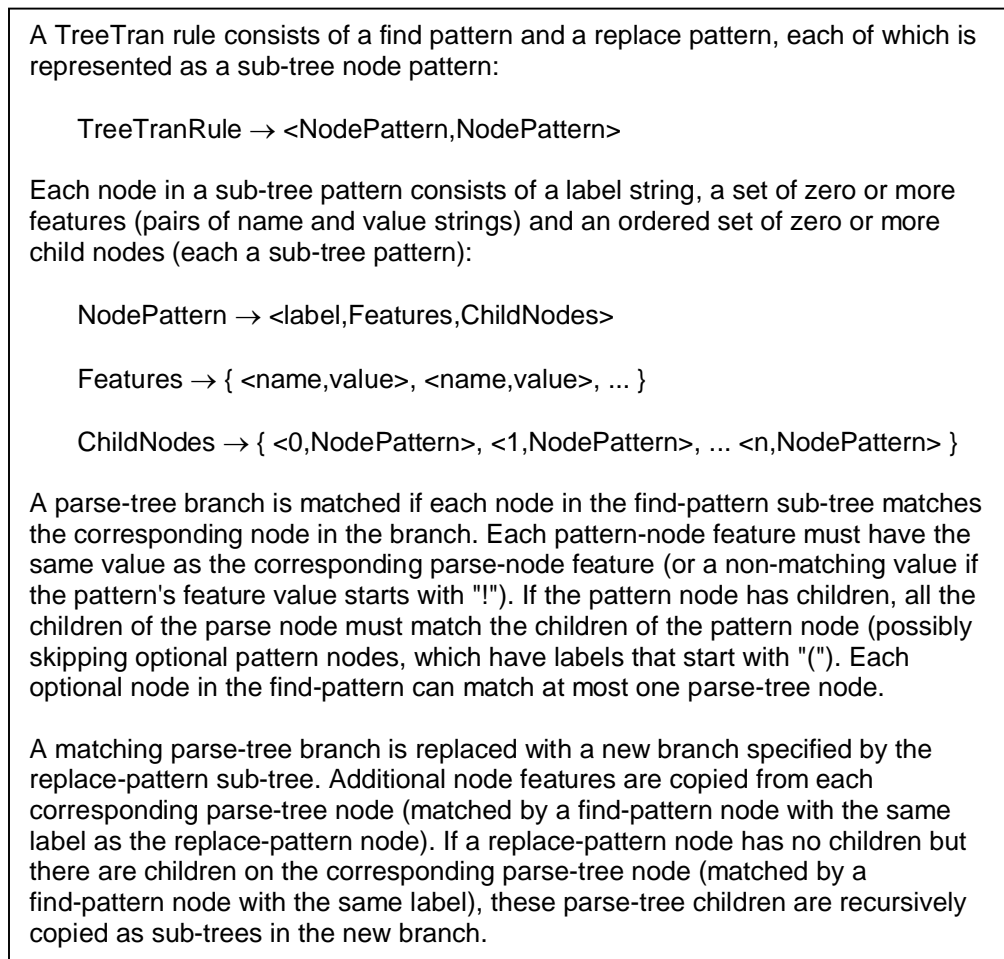 A TreeTran rule consists of a find pattern and a replace pattern, each of which is
represented as a sub-tree node pattern:
TreeTranRule → <NodePattern,NodePattern>
Each node in a sub-tree pattern consists of a label string, a set of zero or more
features (pairs of name and value strings) and an ordered set of zero or more
child nodes (each a sub-tree pattern):
NodePattern → <label,Features,ChildNodes>
Features → { <name,value>, <name,value>, ... }
ChildNodes → { <0,NodePattern>, <1,NodePattern>, ... <n,NodePattern> }
A parse-tree branch is matched if each node in the find-pattern sub-tree matches
the corresponding node in the branch. Each pattern-node feature must have the
same value as the corresponding parse-node feature (or a non-matching value if
the pattern's feature value starts with "!"). If the pattern node has children, all the
children of the parse node must match the children of the pattern node (possibly
skipping optional pattern nodes, which have labels that start with "("). Each
optional node in the find-pattern can match at most one parse-tree node.
A matching parse-tree branch is replaced with a new branch specified by the
replace-pattern sub-tree. Additional node features are copied from each
corresponding parse-tree node (matched by a find-pattern node with the same
label as the replace-pattern node). If a replace-pattern node has no children but
there are children on the corresponding parse-tree node (matched by a
find-pattern node with the same label), these parse-tree children are recursively
copied as sub-trees in the new branch.